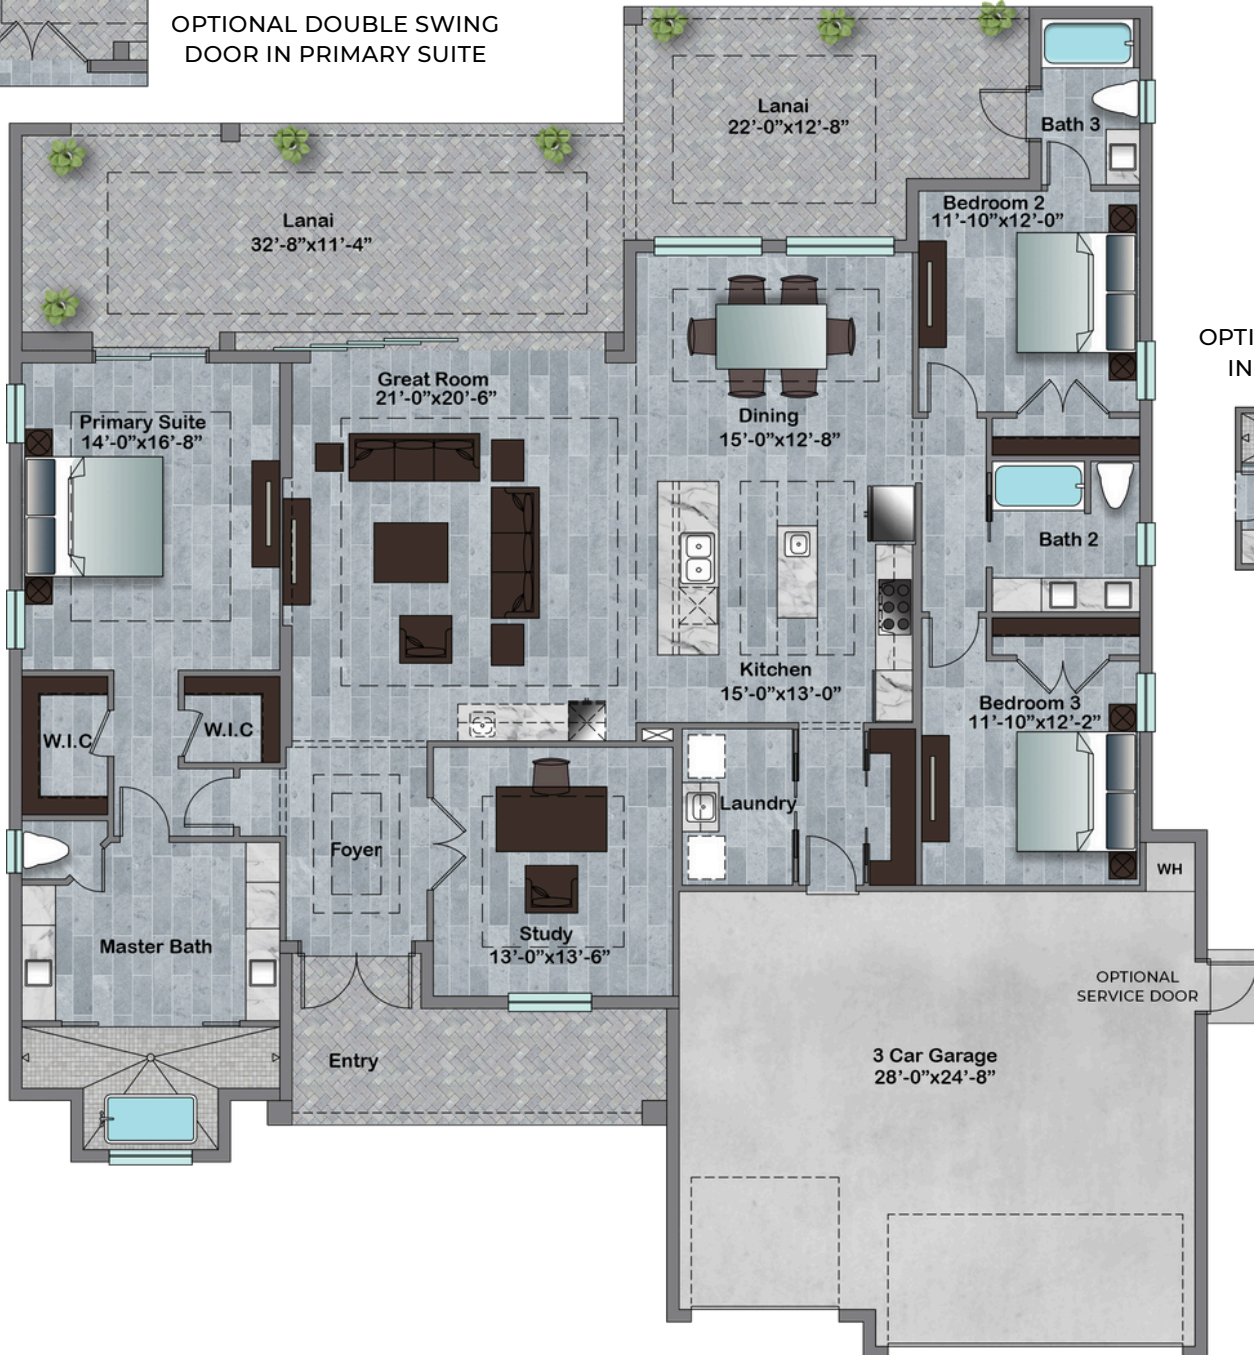 OPTIONAL DOUBLE SWING
DOOR IN PRIMARY SUITE
Lanai
22'-0"x12'-8"
Bath 3
Lanai
32'-8"x11'-4"
Bedroom 2
11'-10"x12'-0"
OPTI
IN
Great Room
21'-0"x20'-6"
Primary Suite
14'-0"x16'-8"
Dining
15'-0"x12'-8"
Bath 2
Kitchen
15'-0"x13'-0"
Bedroom 3
11'-10"x12'-2"
W.I.C
W.I.C
Laundry
Foyer
WH
Master Bath
Study
13'-0"x13'-6"
OPTIONAL
SERVICE DOOR
Entry
3 Car Garage
28'-0"x24'-8"